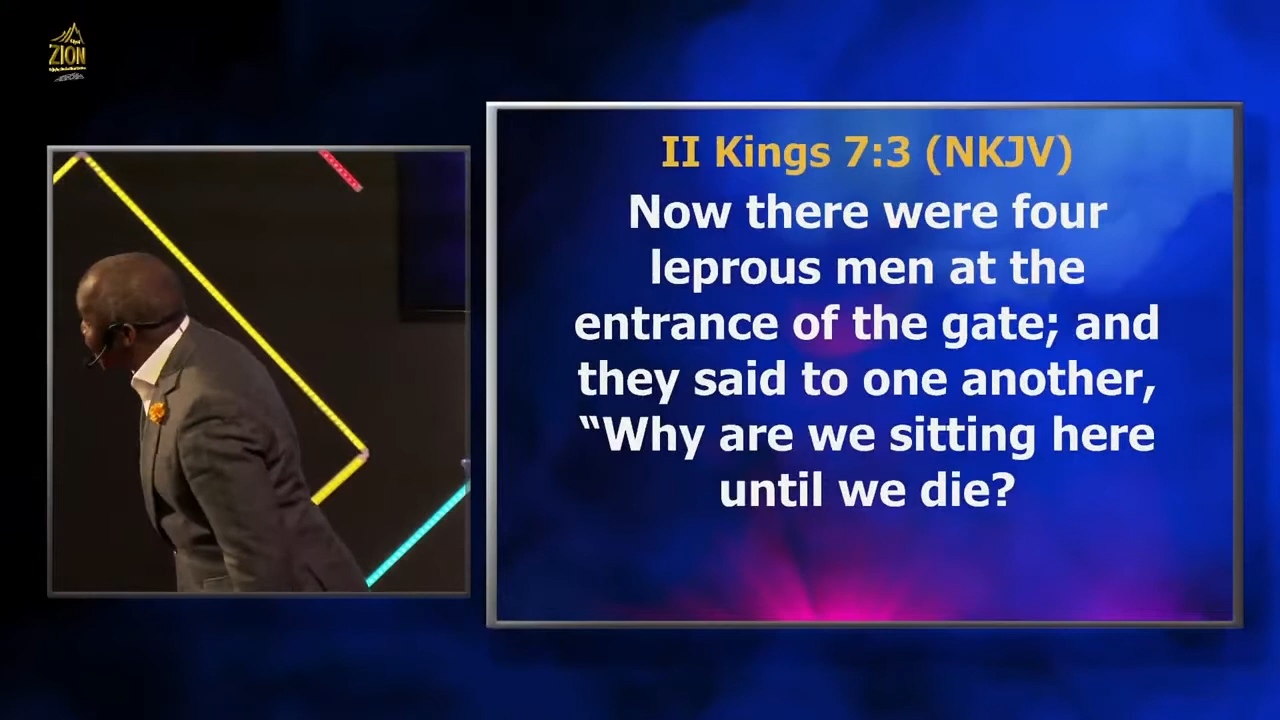 ZION
II Kings 7:3 (NKJV)
Now there were four
leprous men at the
entrance of the gate; and
they said to one another,
“Why are we sitting here
until we die?